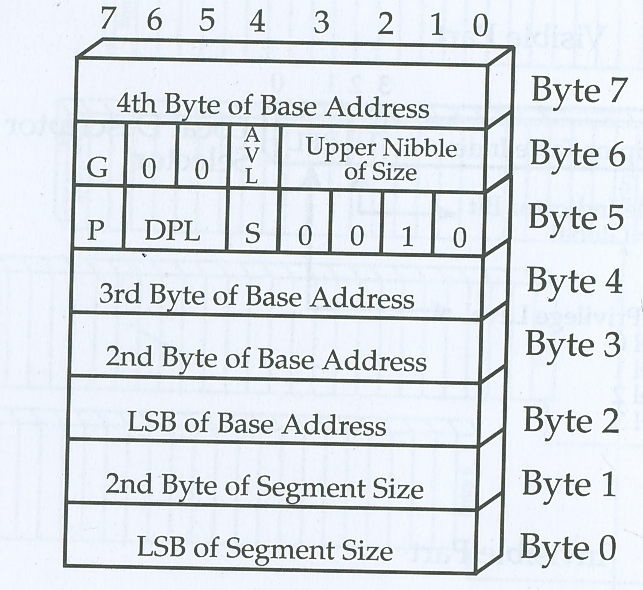 7 6 5 4 3 2 1 0
4th Byte of Base Address Byte 7
G 0 0 AVL Upper Nibble of Size Byte 6
P DPL S 0 0 1 0 Byte 5
3rd Byte of Base Address Byte 4
2nd Byte of Base Address Byte 3
LSB of Base Address Byte 2
2nd Byte of Segment Size Byte 1
LSB of Segment Size Byte 0